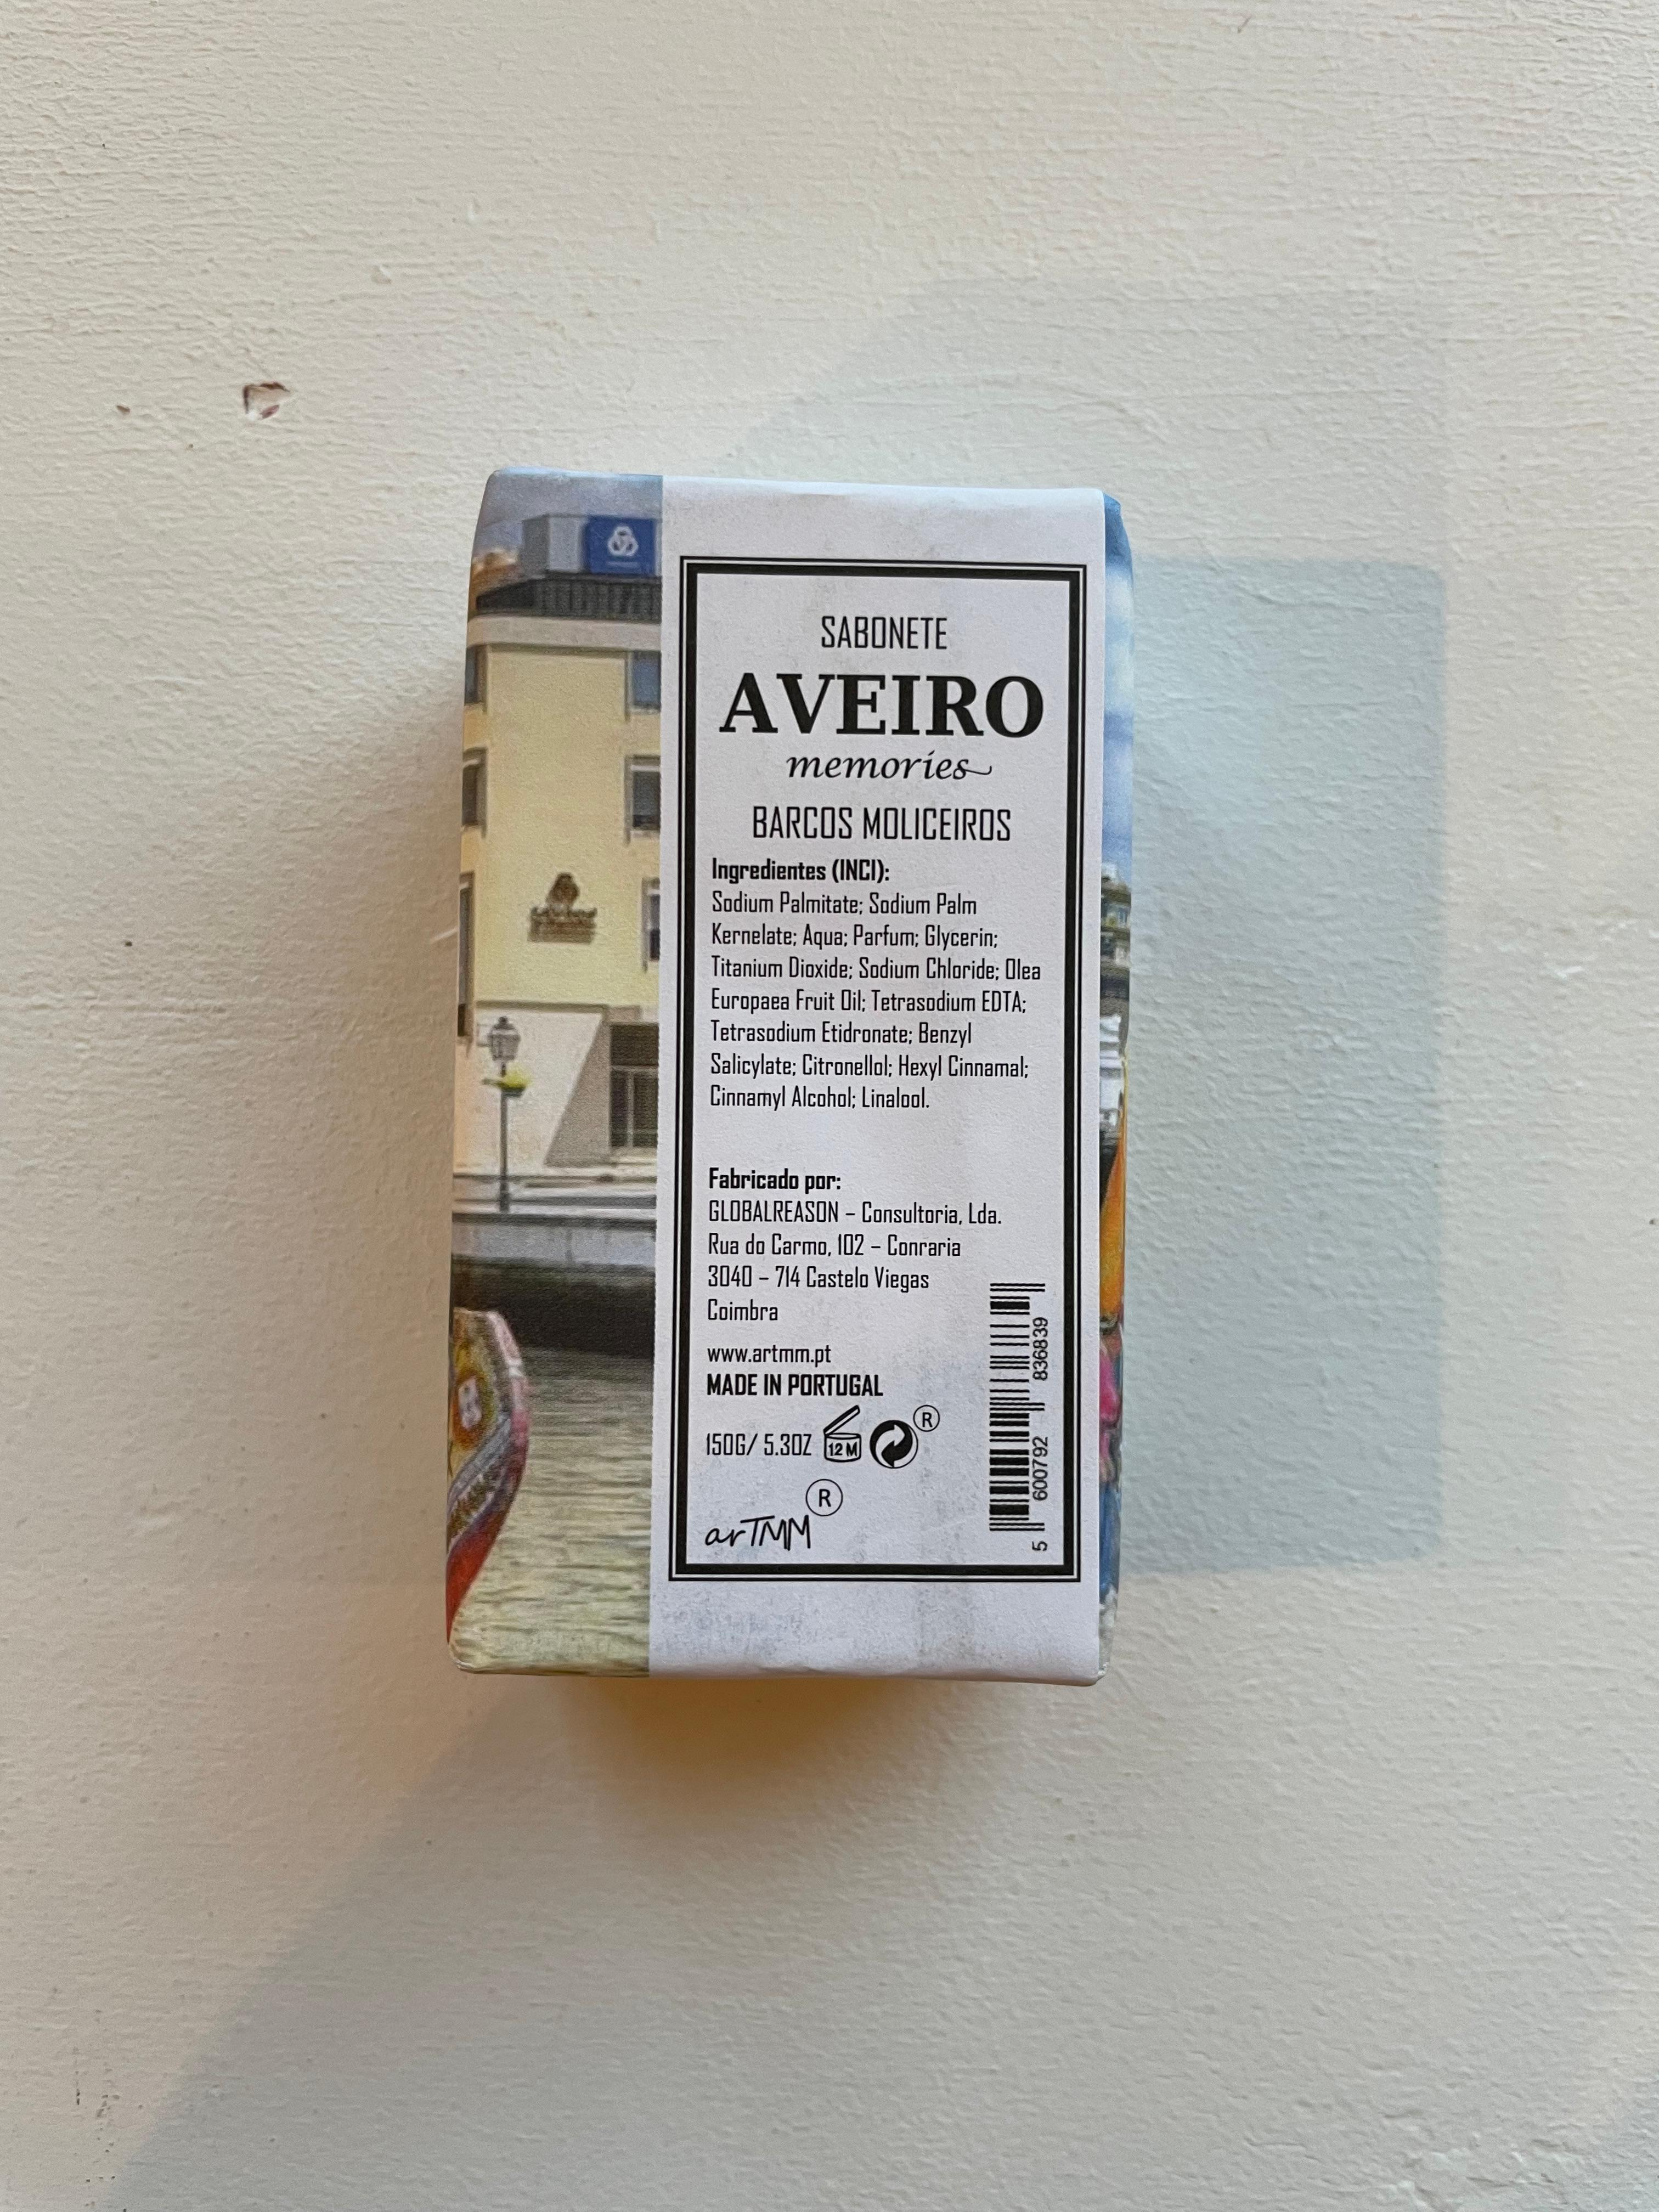 SABONETE
AVEIRO
memories
BARCOS MOLICEIROS
Ingredientes (INCI):
Sodium Palmitate; Sodium Palm
Kernelate; Aqua; Parfum; Glycerin;
Titanium Dioxide; Sodium Chloride; Olea
Europaea Fruit Oil; Tetrasodium EDTA;
Tetrasodium Etidronate; Benzyl
Salicylate; Citronellol; Hexyl Cinnamal;
Cinnamyl Alcohol; Linalool.
Fabricado por:
GLOBALREASON – Consultoria, Lda.
Rua do Carmo, 102 – Conraria
3040 – 714 Castelo Viegas
Coimbra
www.artmm.pt
MADE IN PORTUGAL
150G/ 5.3OZ 12 M ®
arTMM ®
5 600792 836839